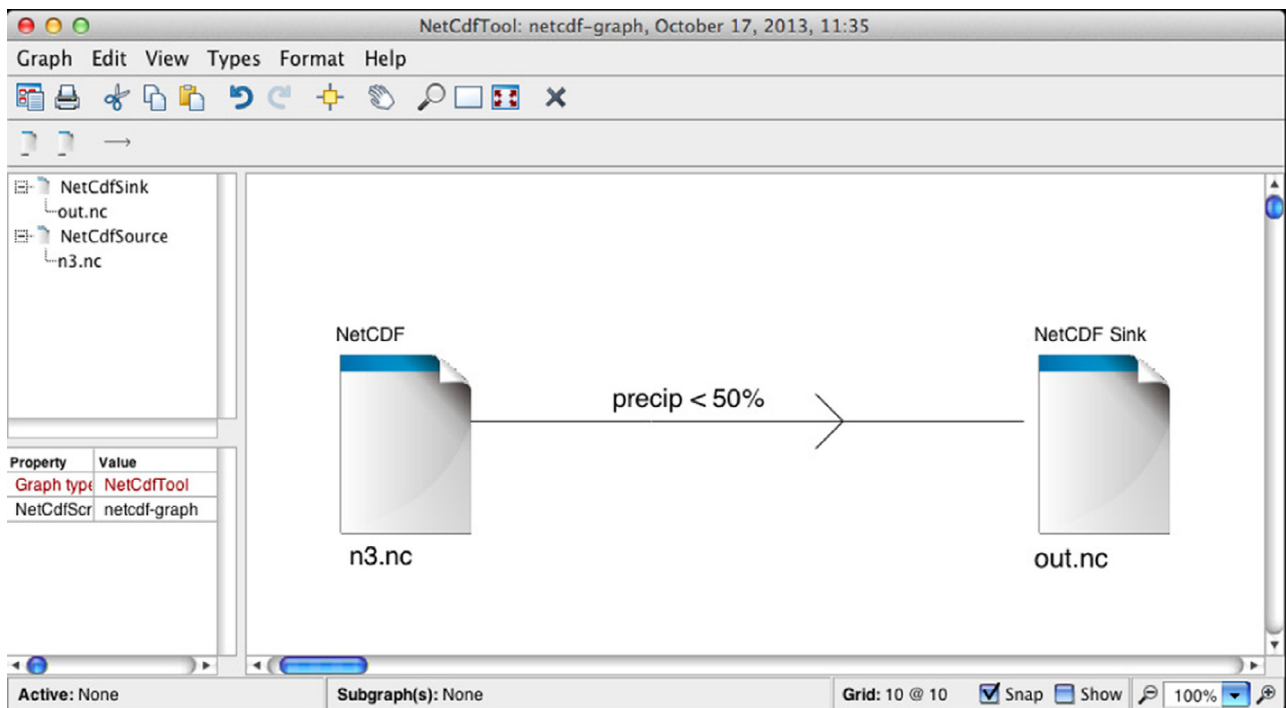 NetCdfTool: netcdf-graph, October 17, 2013, 11:35
Graph Edit View Types Format Help
NetCdfSink
out.nc
NetCdfSource
n3.nc
NetCDF
NetCDF Sink
precip < 50%
n3.nc
out.nc
Property Value
Graph type NetCdfTool
NetCdfScr netcdf-graph
Active: None Subgraph(s): None Grid: 10 @ 10 Snap Show 100%